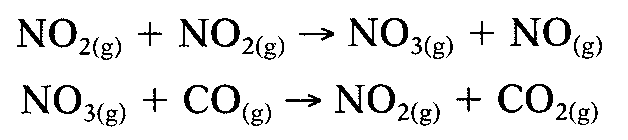 NO₂(g) + NO₂(g) → NO₃(g) + NO(g)
NO₃(g) + CO(g) → NO₂(g) + CO₂(g)